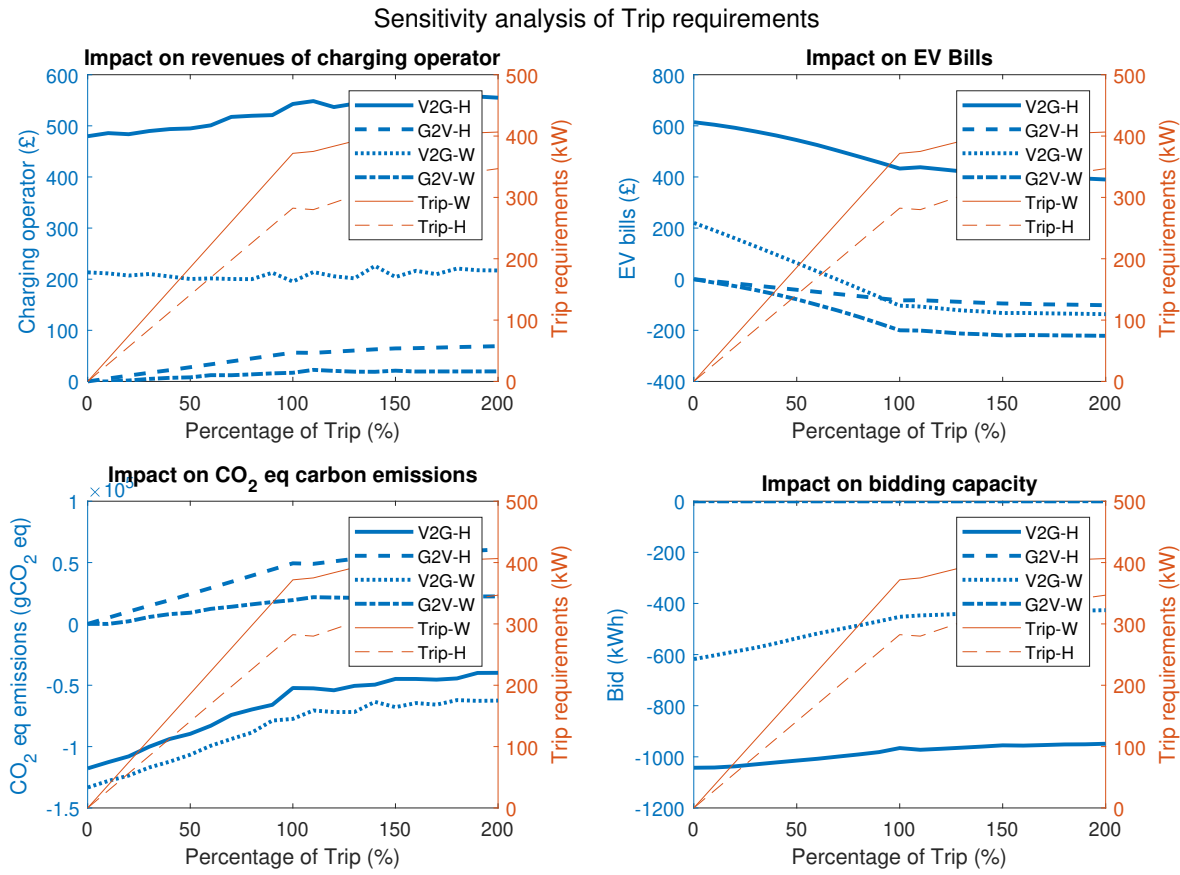 Sensitivity analysis of Trip requirements
Impact on revenues of charging operator
600
500
400
300
200
100
0
Charging operator (£)
0 50 100 150 200
Percentage of Trip (%)
500
400
300
200
100
0
Trip requirements (kW)
V2G-H
G2V-H
V2G-W
G2V-W
Trip-W
Trip-H
Impact on EV Bills
800
600
400
200
0
-200
-400
EV bills (£)
0 50 100 150 200
Percentage of Trip (%)
500
400
300
200
100
0
Trip requirements (kW)
V2G-H
G2V-H
V2G-W
G2V-W
Trip-W
Trip-H
Impact on CO₂ eq carbon emissions
× 10⁵
1
0.5
0
-0.5
-1
-1.5
CO₂ eq emissions (gCO₂ eq)
0 50 100 150 200
Percentage of Trip (%)
500
400
300
200
100
0
Trip requirements (kW)
V2G-H
G2V-H
V2G-W
G2V-W
Trip-W
Trip-H
Impact on bidding capacity
0
-200
-400
-600
-800
-1000
-1200
Bid (kWh)
0 50 100 150 200
Percentage of Trip (%)
500
400
300
200
100
0
Trip requirements (kW)
V2G-H
G2V-H
V2G-W
G2V-W
Trip-W
Trip-H